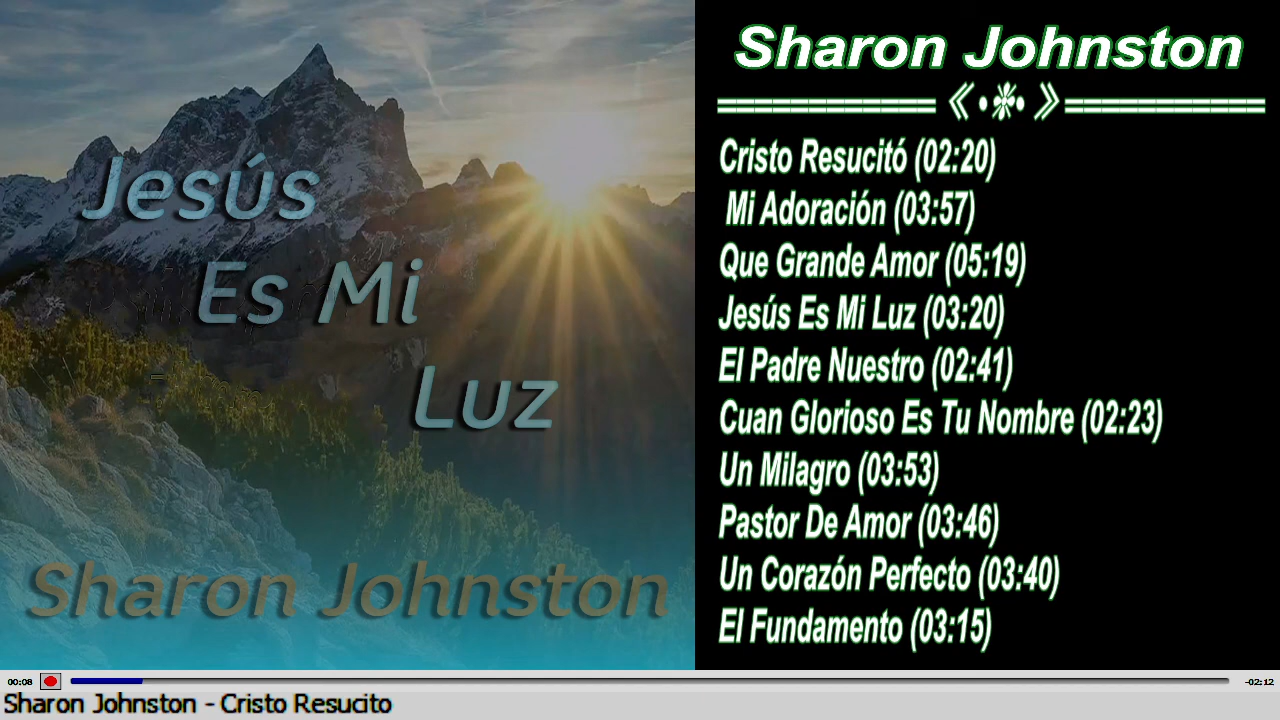 Jesús
Es Mi
Luz
Sharon Johnston
Sharon Johnston
Cristo Resucitó (02:20)
Mi Adoración (03:57)
Que Grande Amor (05:19)
Jesús Es Mi Luz (03:20)
El Padre Nuestro (02:41)
Cuan Glorioso Es Tu Nombre (02:23)
Un Milagro (03:53)
Pastor De Amor (03:46)
Un Corazón Perfecto (03:40)
El Fundamento (03:15)
00:08
-02:12
Sharon Johnston - Cristo Resucito